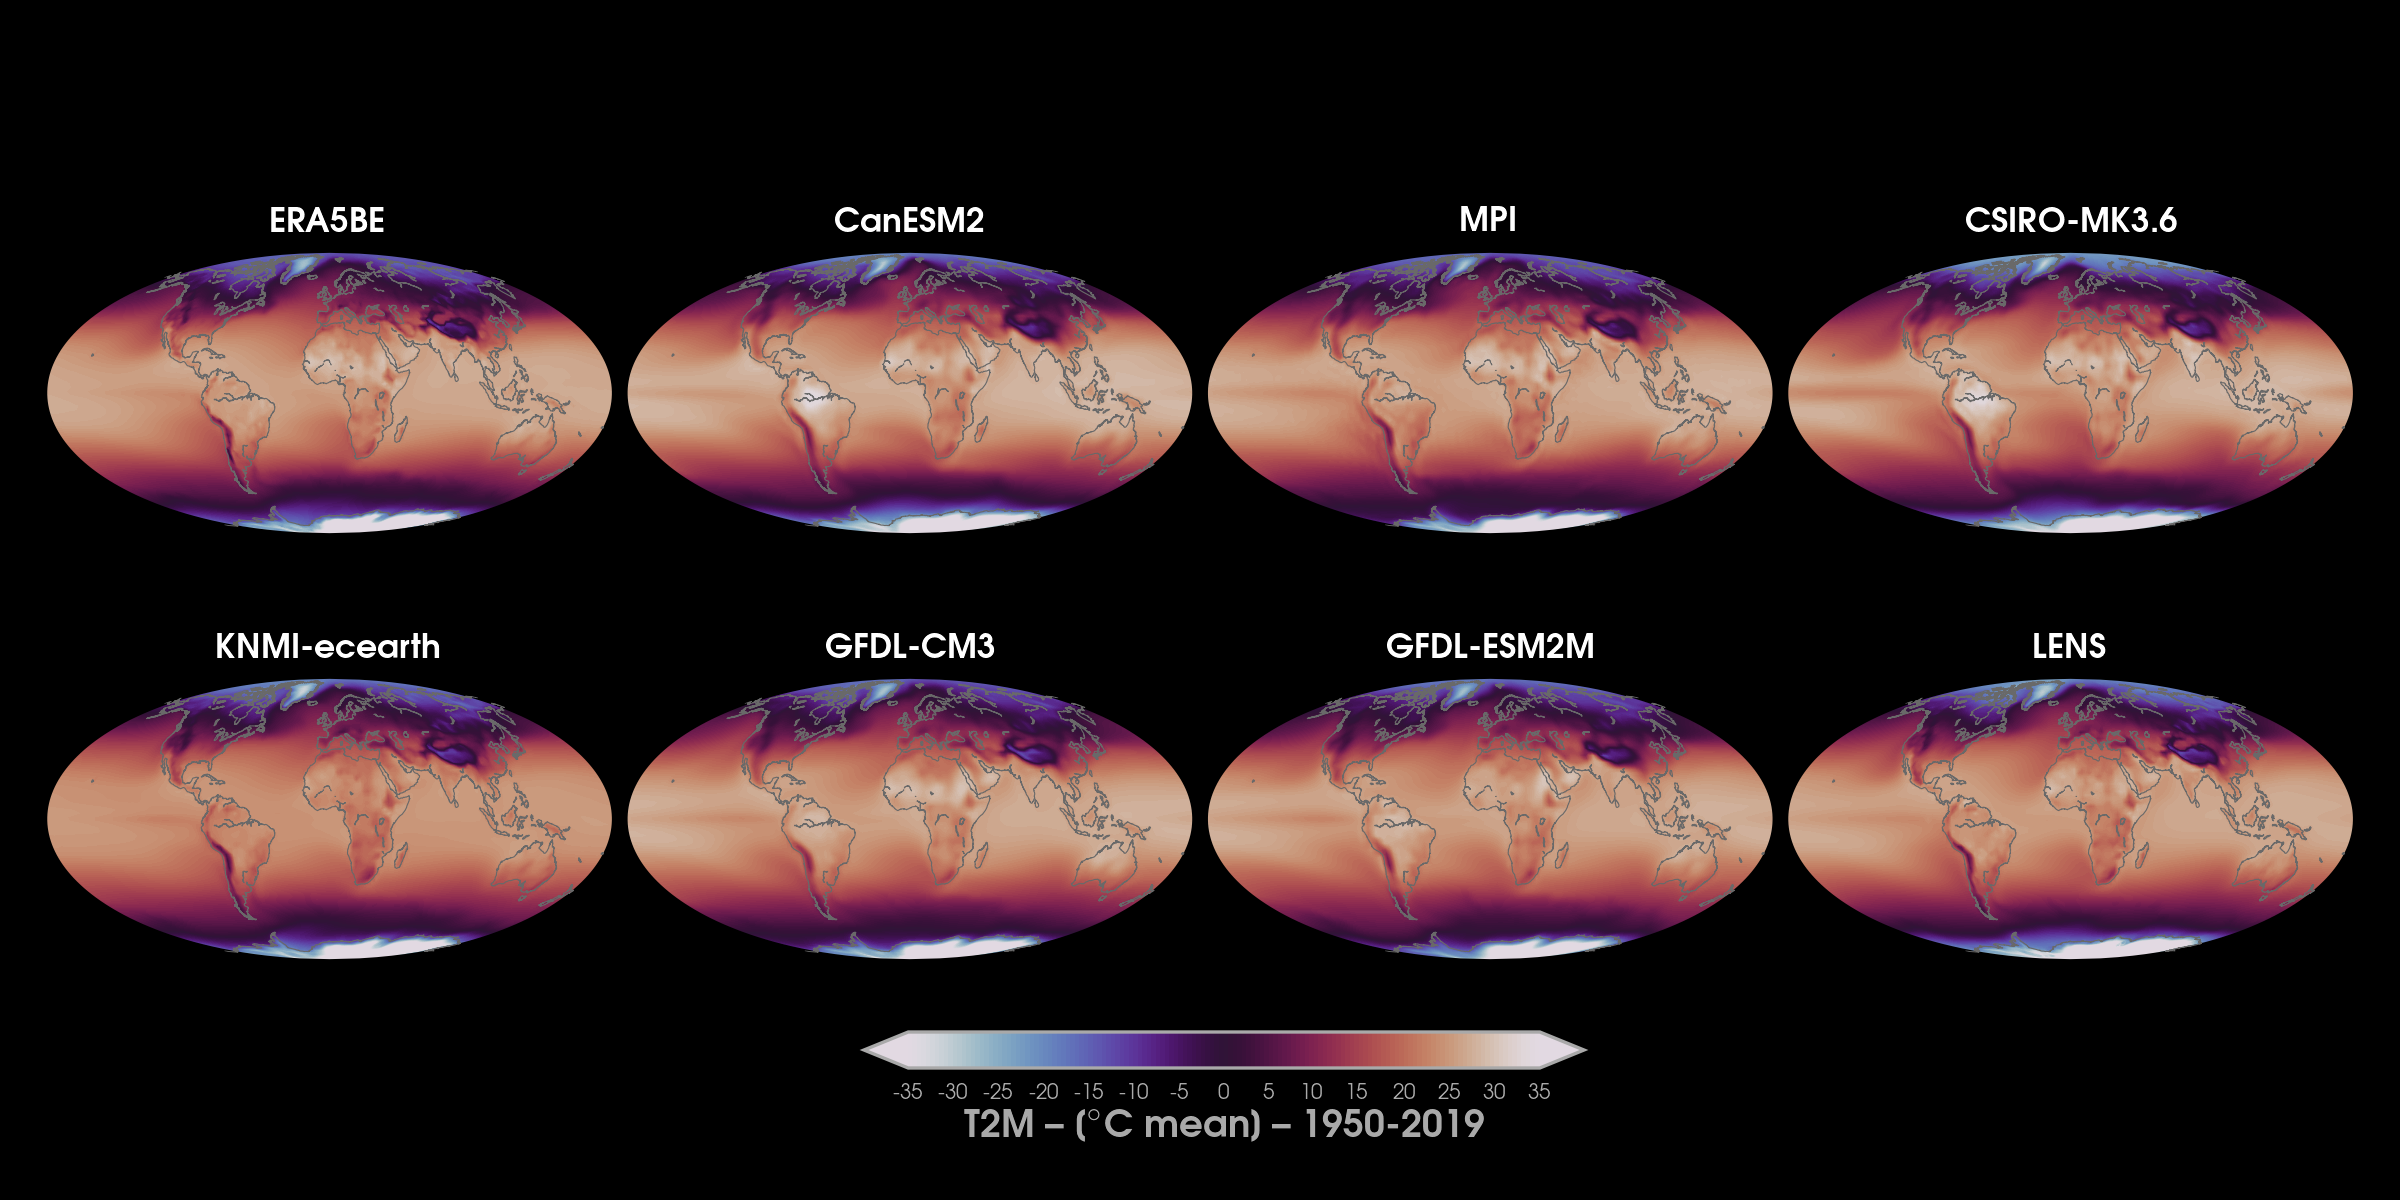 ERA5BE
CanESM2
MPI
CSIRO-MK3.6
KNMI-ecearth
GFDL-CM3
GFDL-ESM2M
LENS
-35 -30 -25 -20 -15 -10 -5 0 5 10 15 20 25 30 35
T2M – (°C mean) – 1950-2019